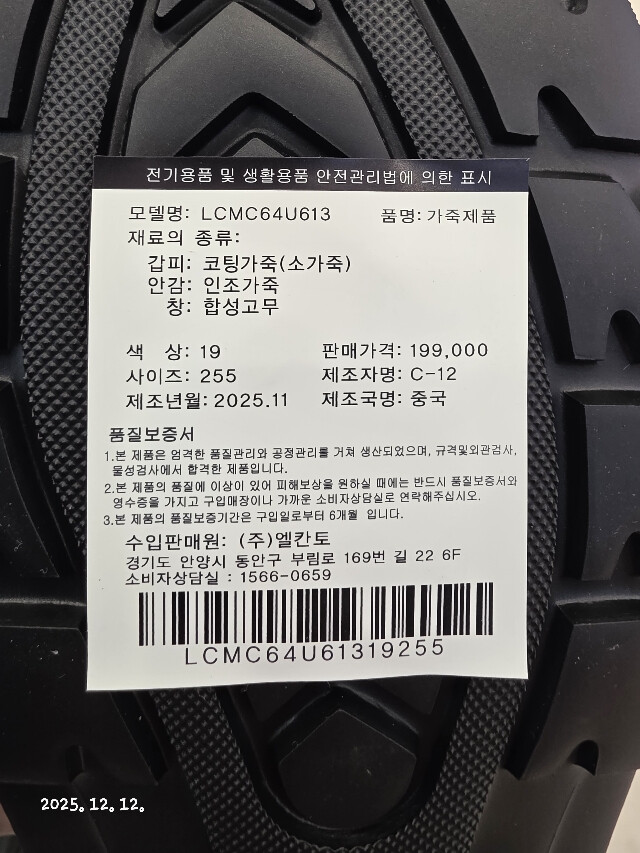 전기용품 및 생활용품 안전관리법에 의한 표시
모델명: LCMC64U613 품명: 가죽제품
재료의 종류:
갑피: 코팅가죽(소가죽)
안감: 인조가죽
창: 합성고무
색 상: 19 판매가격: 199,000
사이즈: 255 제조자명: C-12
제조년월: 2025.11 제조국명: 중국
품질보증서
1.본 제품은 엄격한 품질관리와 공정관리를 거쳐 생산되었으며, 규격및외관검사,
물성검사에서 합격한 제품입니다.
2.본 제품의 품질에 이상이 있어 피해보상을 원하실 때에는 반드시 품질보증서와
영수증을 가지고 구입매장이나 가까운 소비자상담실로 연락해주십시오.
3.본 제품의 품질보증기간은 구입일로부터 6개월 입니다.
수입판매원: (주)엘칸토
경기도 안양시 동안구 부림로 169번 길 22 6F
소비자상담실 : 1566-0659
LCMC64U61319255
2025. 12. 12.